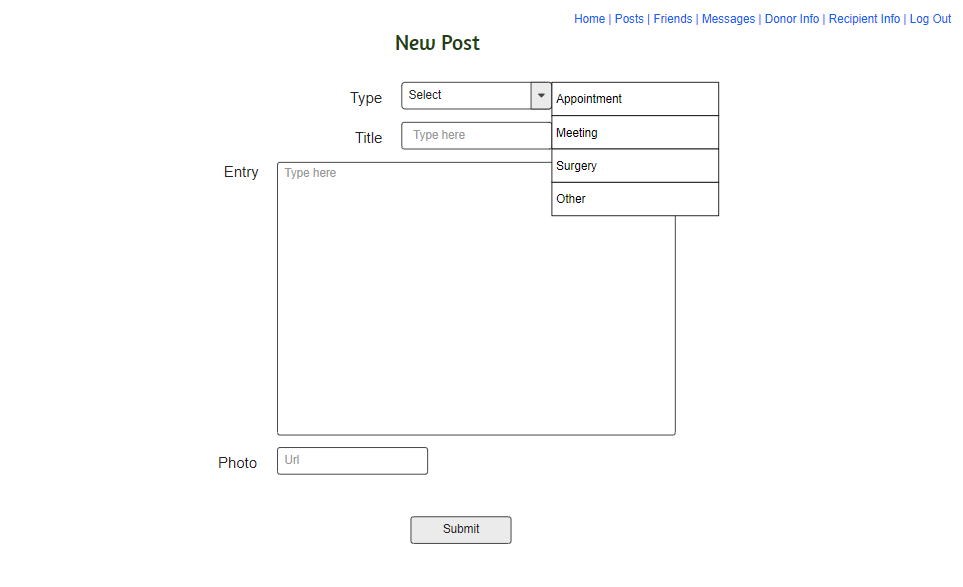 Home | Posts | Friends | Messages | Donor Info | Recipient Info | Log Out
New Post
Type
Select
Appointment
Meeting
Surgery
Other
Title
Type here
Entry
Type here
Photo
Url
Submit